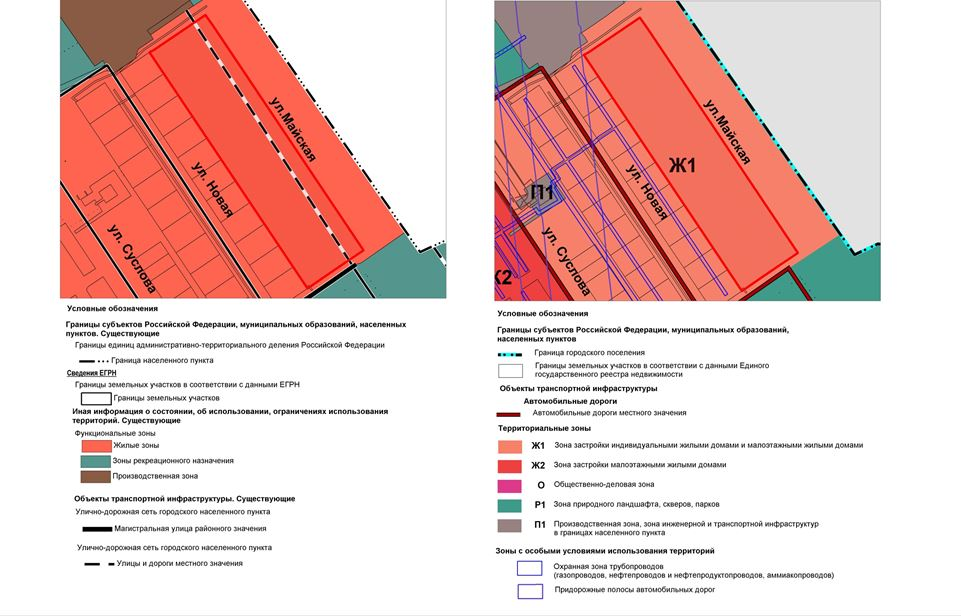 ул.Майская
ул. Новая
ул. Суслова
Условные обозначения
Границы субъектов Российской Федерации, муниципальных образований, населенных
пунктов. Существующие
Границы единиц административно-территориального деления Российской Федерации
Граница населенного пункта
Сведения ЕГРН
Границы земельных участков в соответствии с данными ЕГРН
Границы земельных участков
Иная информация о состоянии, об использовании, ограничениях использования
территорий. Существующие
Функциональные зоны
Жилые зоны
Зоны рекреационного назначения
Производственная зона
Объекты транспортной инфраструктуры. Существующие
Улично-дорожная сеть городского населенного пункта
Магистральная улица районного значения
Улично-дорожная сеть городского населенного пункта
Улицы и дороги местного значения
ул.Майская
Ж1
ул. Новая
П1
ул. Суслова
Ж2
Условные обозначения
Границы субъектов Российской Федерации, муниципальных образований,
населенных пунктов
Граница городского поселения
Границы земельных участков в соответствии с данными Единого
государственного реестра недвижимости
Объекты транспортной инфраструктуры
Автомобильные дороги
Автомобильные дороги местного значения
Территориальные зоны
Ж1 Зона застройки индивидуальными жилыми домами и малоэтажными жилыми домами
Ж2 Зона застройки малоэтажными жилыми домами
О Общественно-деловая зона
Р1 Зона природного ландшафта, скверов, парков
П1 Производственная зона, зона инженерной и транспортной инфраструктур
в границах населенного пункта
Зоны с особыми условиями использования территорий
Охранная зона трубопроводов
(газопроводов, нефтепроводов и нефтепродуктопроводов, аммиакопроводов)
Придорожные полосы автомобильных дорог